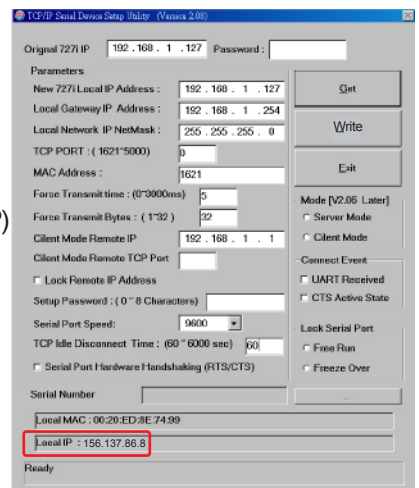 TCP/IP Serial Device Setup Utility (Version 2.08)
Orignal 727i IP 192 . 168 . 1 . 127 Password :
Parameters
New 727i Local IP Address : 192 . 168 . 1 . 127
Get
Local Gateway IP Address : 192 . 168 . 1 . 254
Local Network IP NetMask : 255 . 255 . 255 . 0
Write
TCP PORT : ( 1621~5000) 0
MAC Address : 1621
Exit
Force Transmit time : (0~3000ms) 5
Mode [V2.06 Later]
Force Transmit Bytes : ( 1~32 ) 32
Server Mode
)
Cilent Mode Remote IP 192 . 168 . 1 . 1
Cilent Mode
Cilent Mode Remote TCP Port
Connect Event
Lock Remote IP Address
UART Received
Setup Password : ( 0 ~ 8 Characters)
CTS Active State
Serial Port Speed: 9600
Lock Serial Port
TCP Idle Disconnect Time : (60 ~ 6000 sec) 60
Free Run
Serial Port Hardware Handshaking (RTS/CTS)
Freeze Over
Serial Number
...
Local MAC : 00:20:ED:8E:74:99
Local IP : 156.137.86.8
Ready